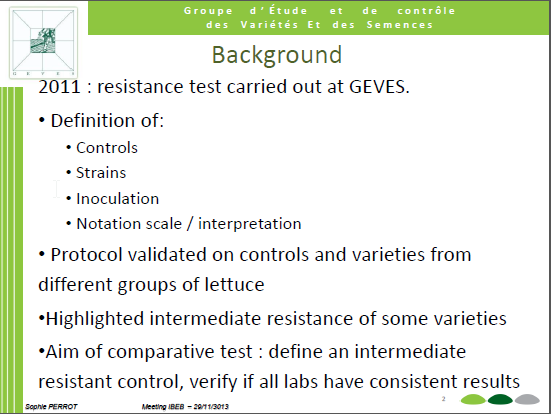 Groupe d'Étude et de contrôle
des Variétés Et des Semences
GEVES
Background
2011 : resistance test carried out at GEVES.
• Definition of:
• Controls
• Strains
• Inoculation
• Notation scale / interpretation
• Protocol validated on controls and varieties from
different groups of lettuce
•Highlighted intermediate resistance of some varieties
•Aim of comparative test : define an intermediate
resistant control, verify if all labs have consistent results
2
Sophie PERROT Meeting IBEB – 29/11/3013